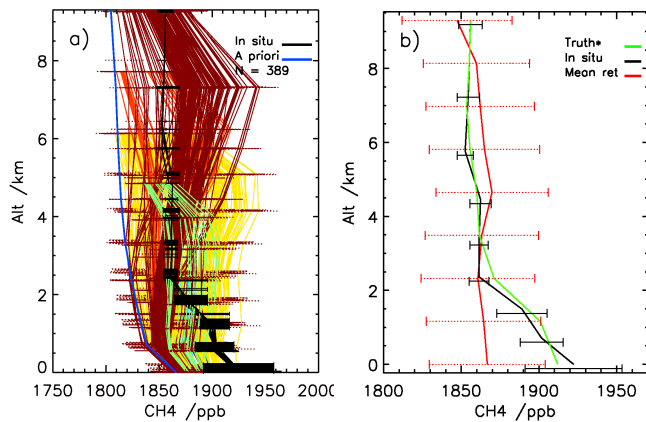 a)
In situ
A priori
N = 389
Alt /km
0
2
4
6
8
1750
1800
1850
1900
1950
2000
CH4 /ppb
b)
Truth*
In situ
Mean ret
Alt /km
0
2
4
6
8
1800
1850
1900
1950
CH4 /ppb